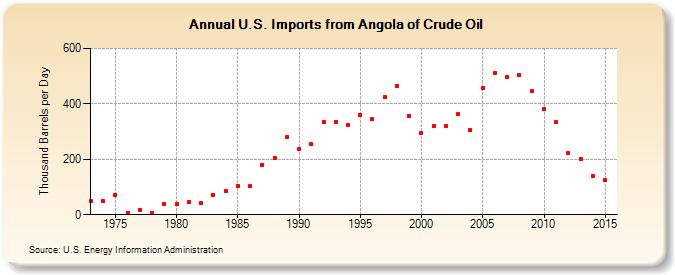 Annual U.S. Imports from Angola of Crude Oil
Thousand Barrels per Day
600
400
200
0
1975 1980 1985 1990 1995 2000 2005 2010 2015
Source: U.S. Energy Information Administration